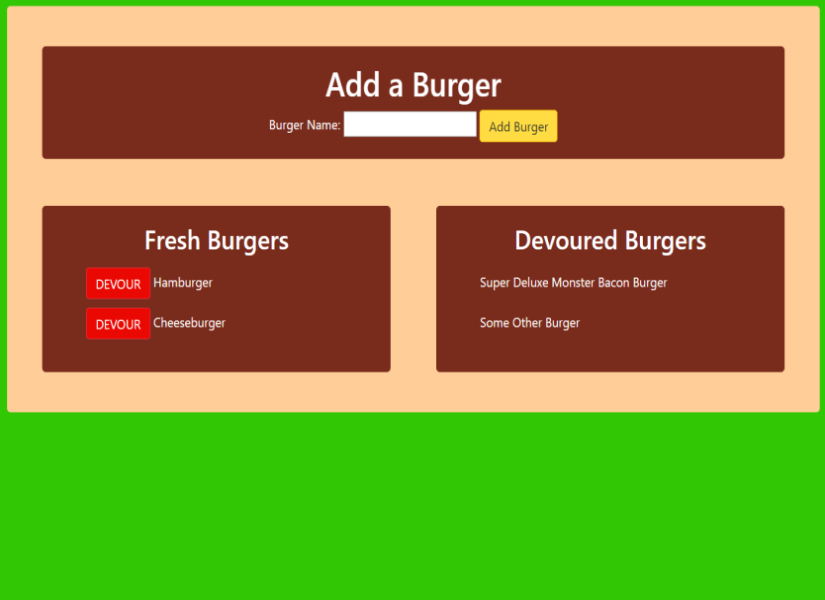 Add a Burger
Burger Name: Add Burger
Fresh Burgers
DEVOUR Hamburger
DEVOUR Cheeseburger
Devoured Burgers
Super Deluxe Monster Bacon Burger
Some Other Burger